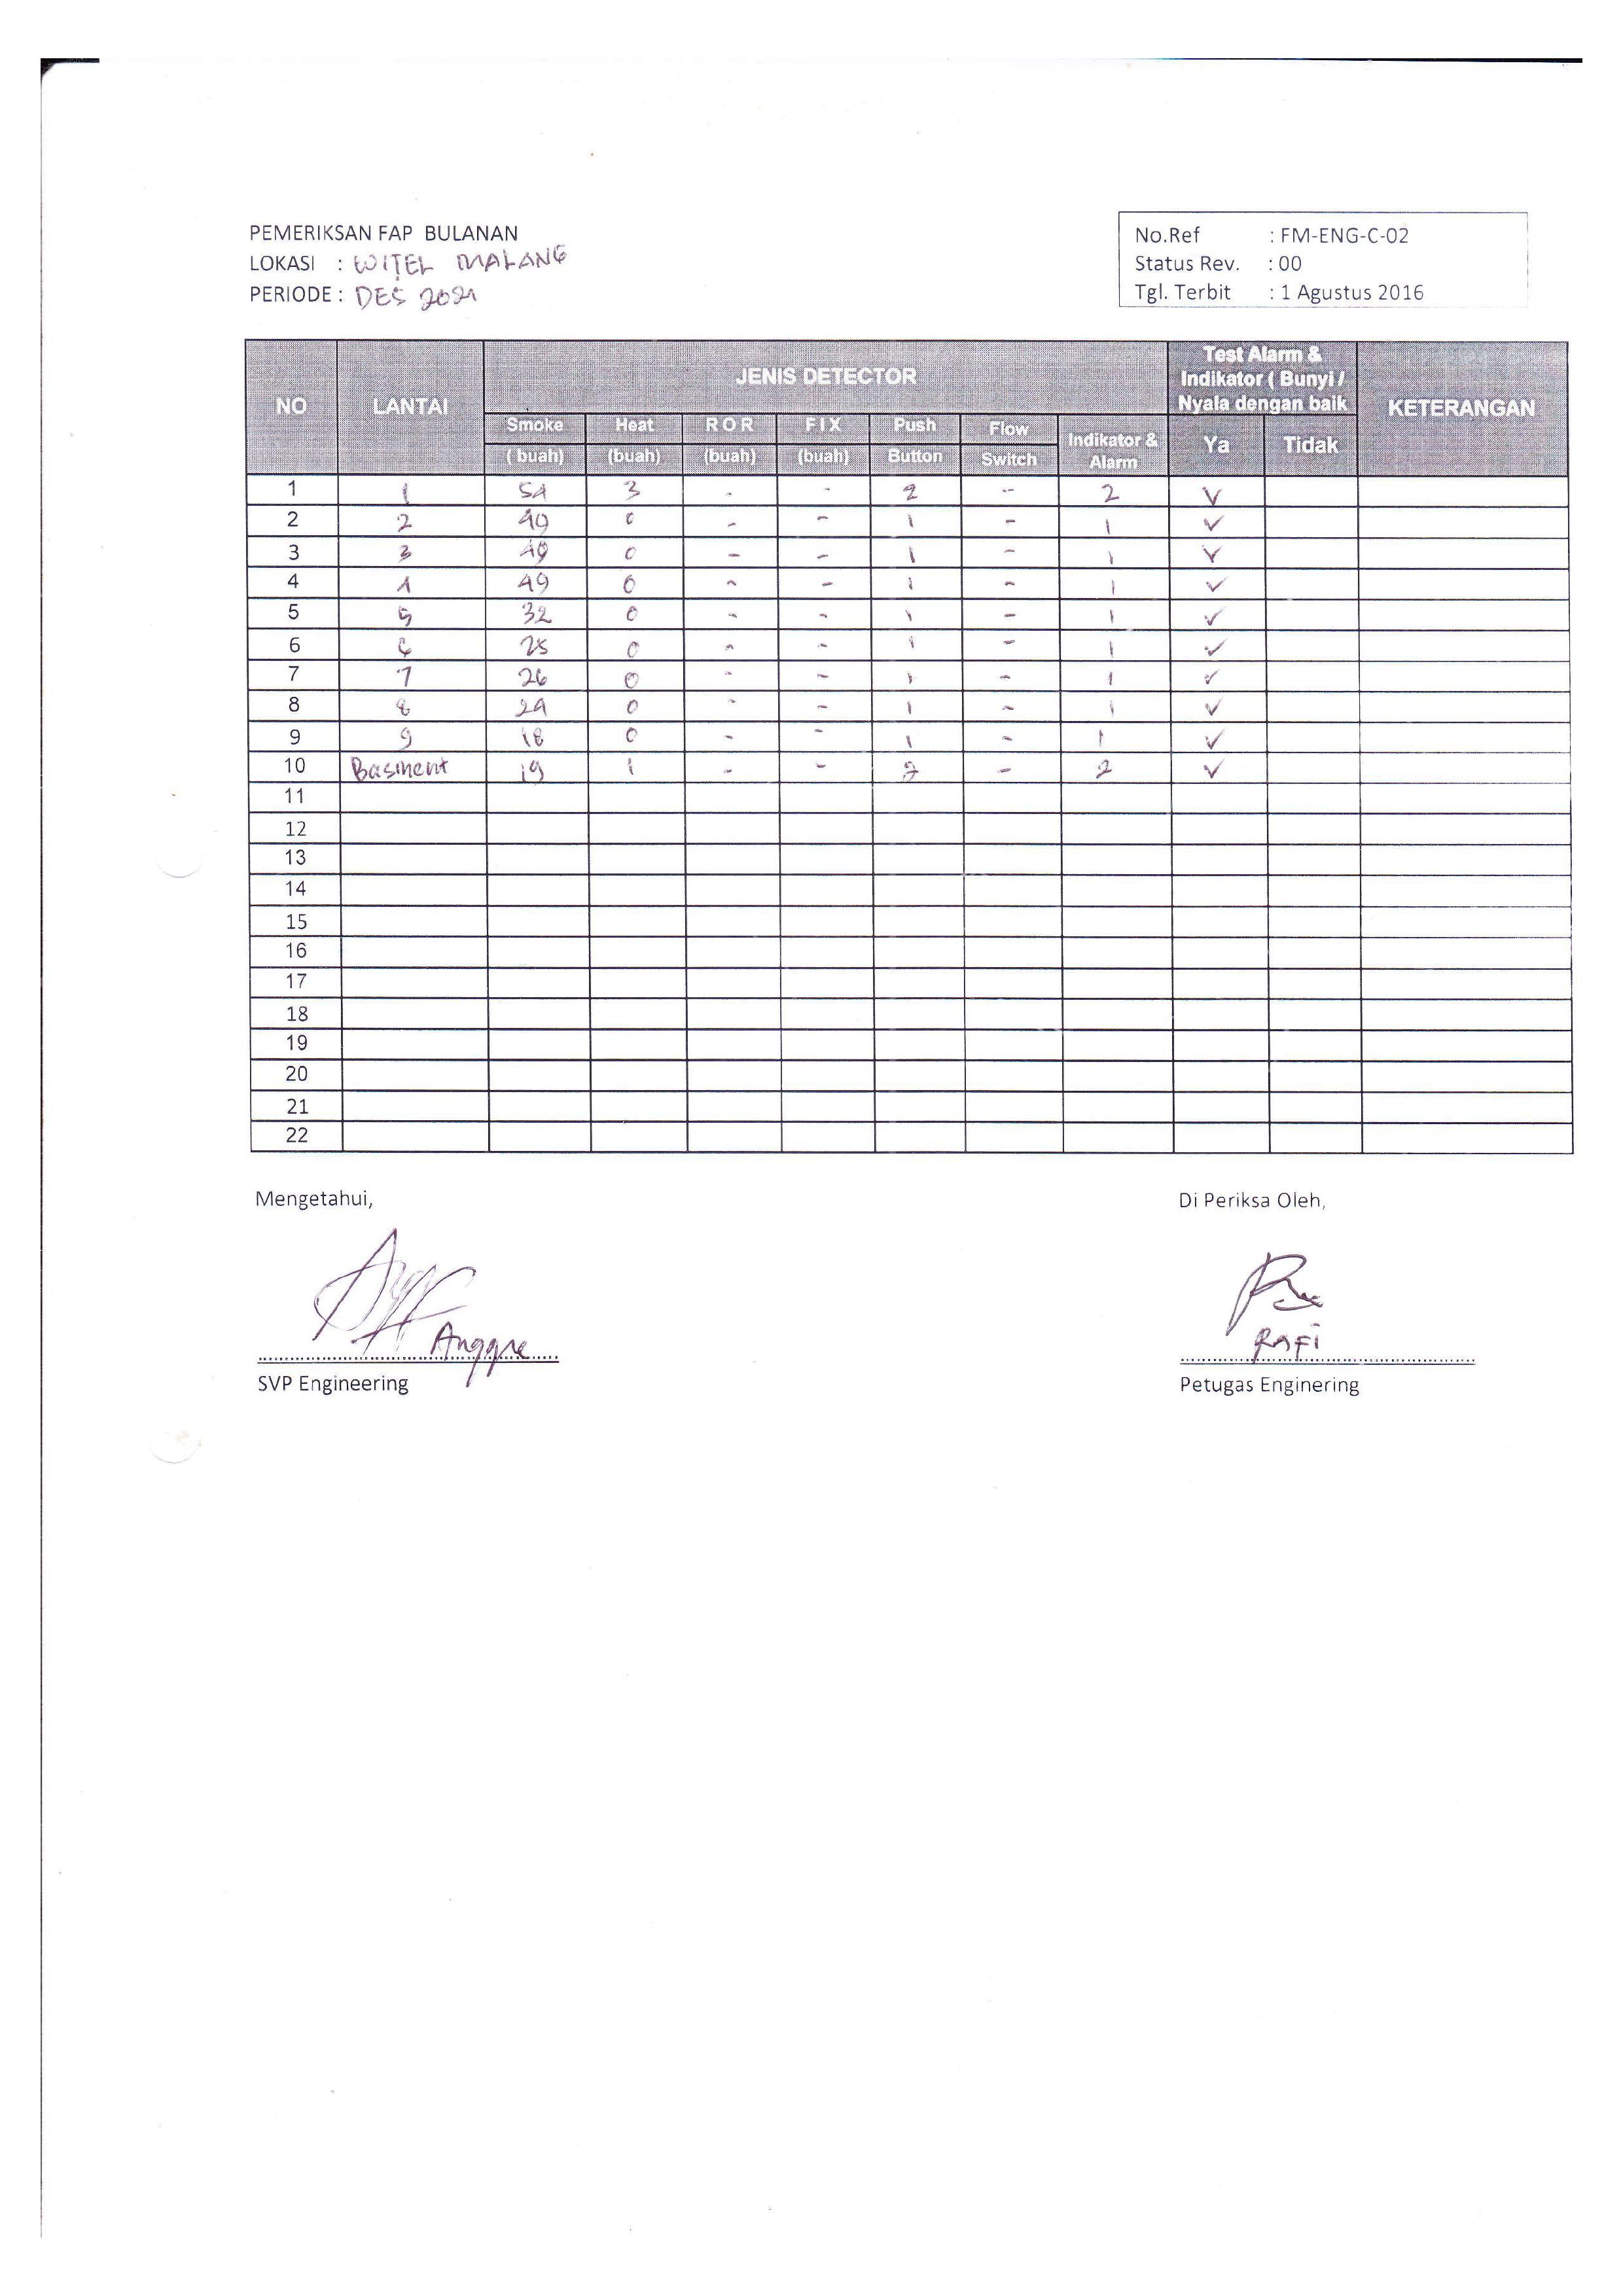 PEMERIKSAN FAP BULANAN
LOKASI : WITEL MALANG
PERIODE : DES 2021
No.Ref : FM-ENG-C-02
Status Rev. : 00
Tgl. Terbit : 1 Agustus 2016
NO LANTAI JENIS DETECTOR Test Alarm & Indikator ( Bunyi / Nyala dengan baik KETERANGAN
Smoke ( buah) Heat (buah) R O R (buah) F I X (buah) Push Button Flow Switch Indikator & Alarm Ya Tidak
1 1 54 3 - - 2 - 2 ✓
2 2 49 0 - - 1 - 1 ✓
3 3 49 0 - - 1 - 1 ✓
4 4 49 0 - - 1 - 1 ✓
5 5 32 0 - - 1 - 1 ✓
6 6 25 0 - - 1 - 1 ✓
7 7 26 0 - - 1 - 1 ✓
8 8 24 0 - - 1 - 1 ✓
9 9 18 0 - - 1 - 1 ✓
10 Basment 19 1 - - 2 - 2 ✓
11
12
13
14
15
16
17
18
19
20
21
22
Mengetahui,
Di Periksa Oleh,
RAFI
SVP Engineering
Petugas Enginering